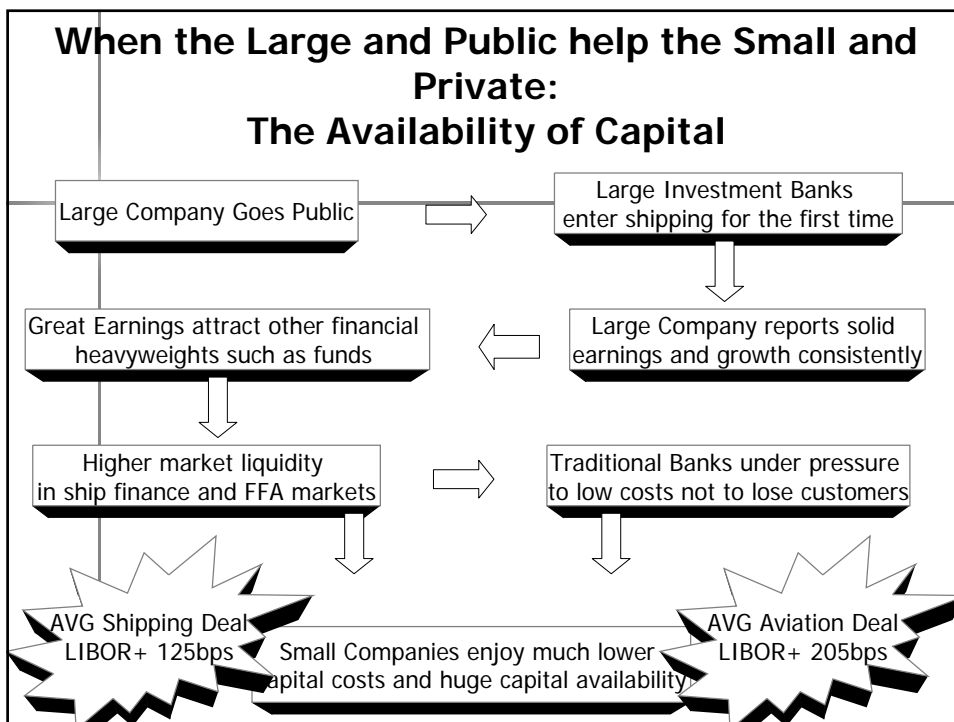 When the Large and Public help the Small and
Private:
The Availability of Capital
Large Company Goes Public
Large Investment Banks
enter shipping for the first time
Great Earnings attract other financial
heavyweights such as funds
Large Company reports solid
earnings and growth consistently
Higher market liquidity
in ship finance and FFA markets
Traditional Banks under pressure
to low costs not to lose customers
AVG Shipping Deal
LIBOR+ 125bps
Small Companies enjoy much lower
capital costs and huge capital availability
AVG Aviation Deal
LIBOR+ 205bps